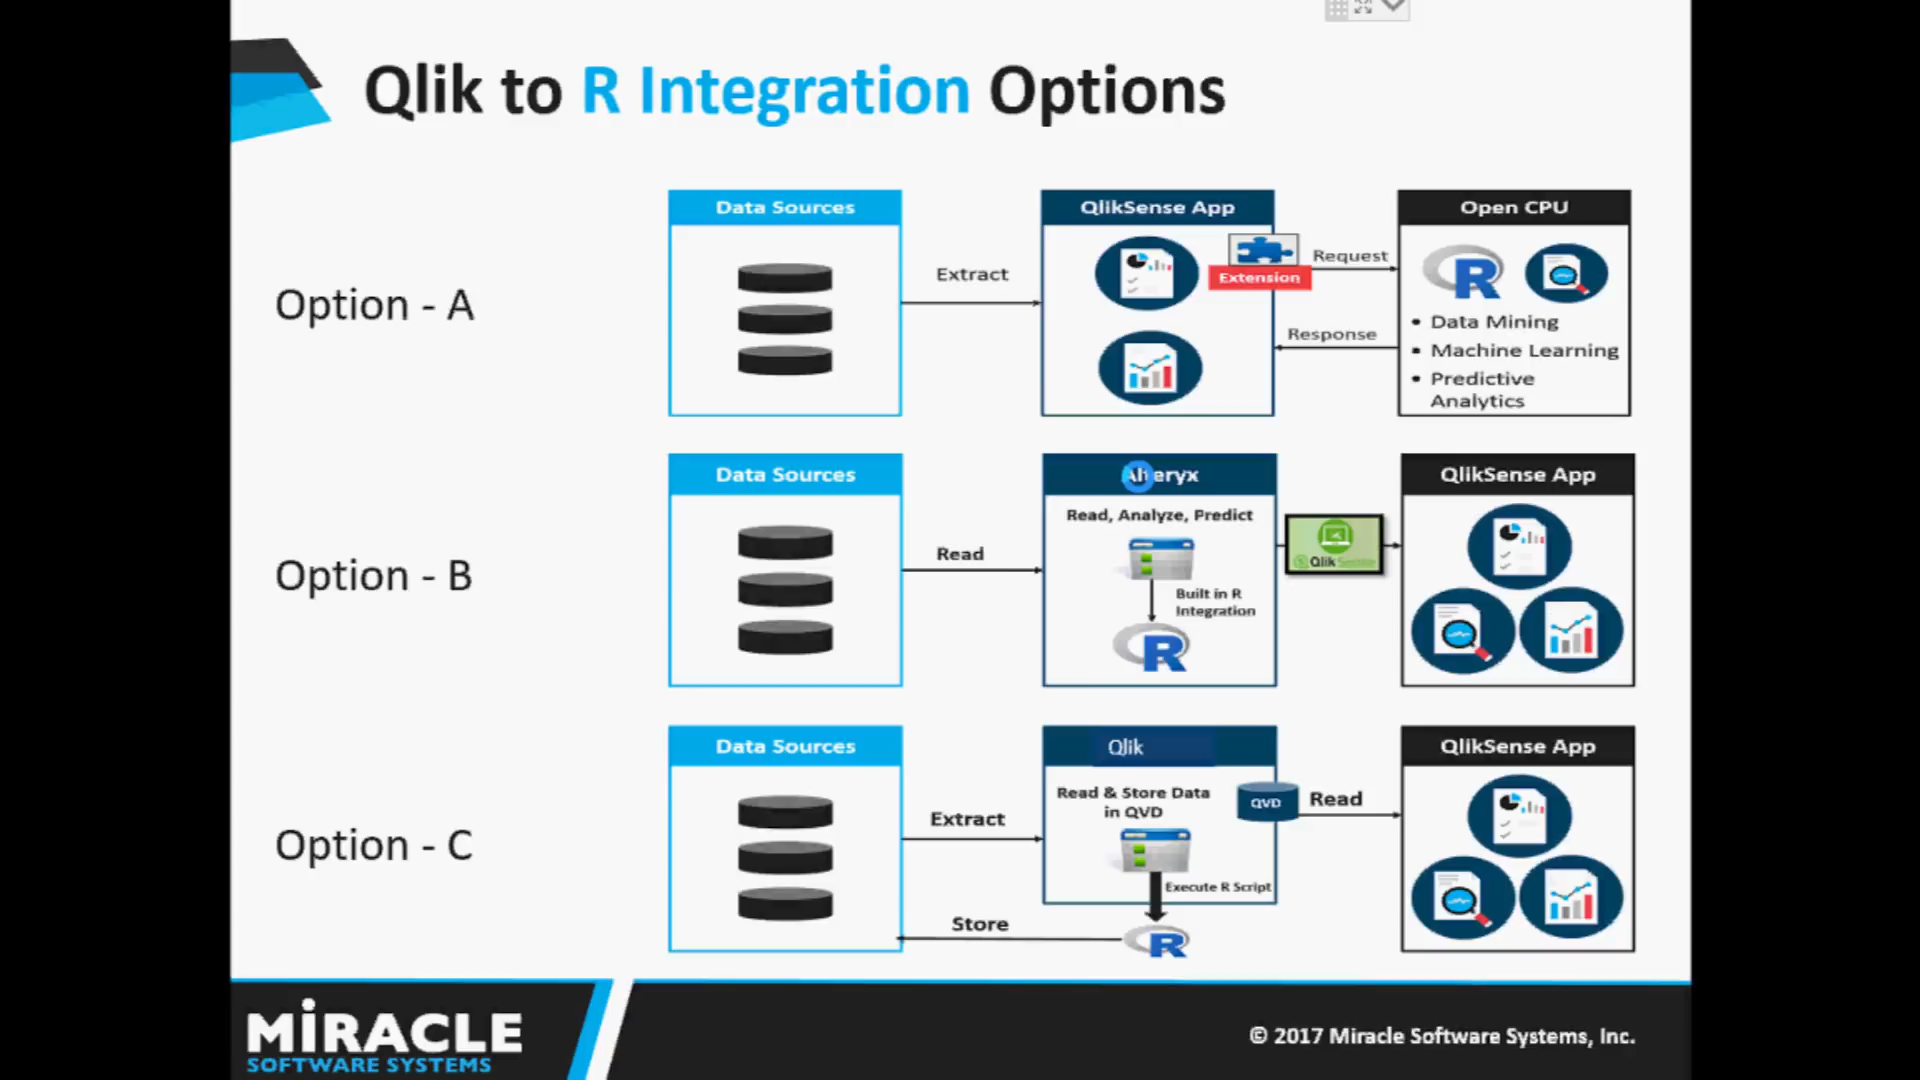 Qlik to R Integration Options
Option - A
Data Sources
Extract
QlikSense App
Extension
Request
Response
Open CPU
R
• Data Mining
• Machine Learning
• Predictive
Analytics
Option - B
Data Sources
Read
Alteryx
Read, Analyze, Predict
Built in R
Integration
R
Qlik Sense
QlikSense App
Option - C
Data Sources
Extract
Store
Qlik
Read & Store Data
in QVD
Execute R Script
R
QVD
Read
QlikSense App
MiRACLE
SOFTWARE SYSTEMS
© 2017 Miracle Software Systems, Inc.